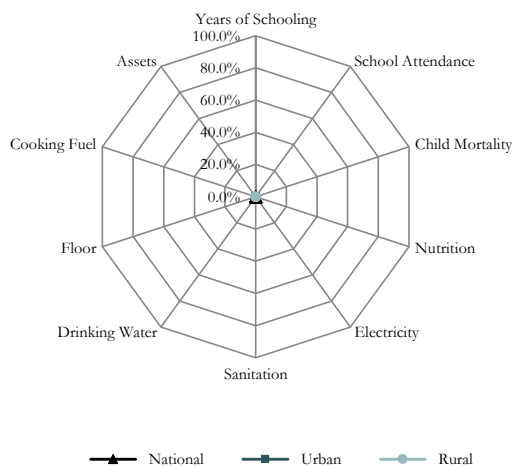 Years of Schooling
100.0%
Assets
School Attendance
80.0%
60.0%
Cooking Fuel
Child Mortality
40.0%
20.0%
0.0%
Floor
Nutrition
Drinking Water
Electricity
Sanitation
National Urban Rural